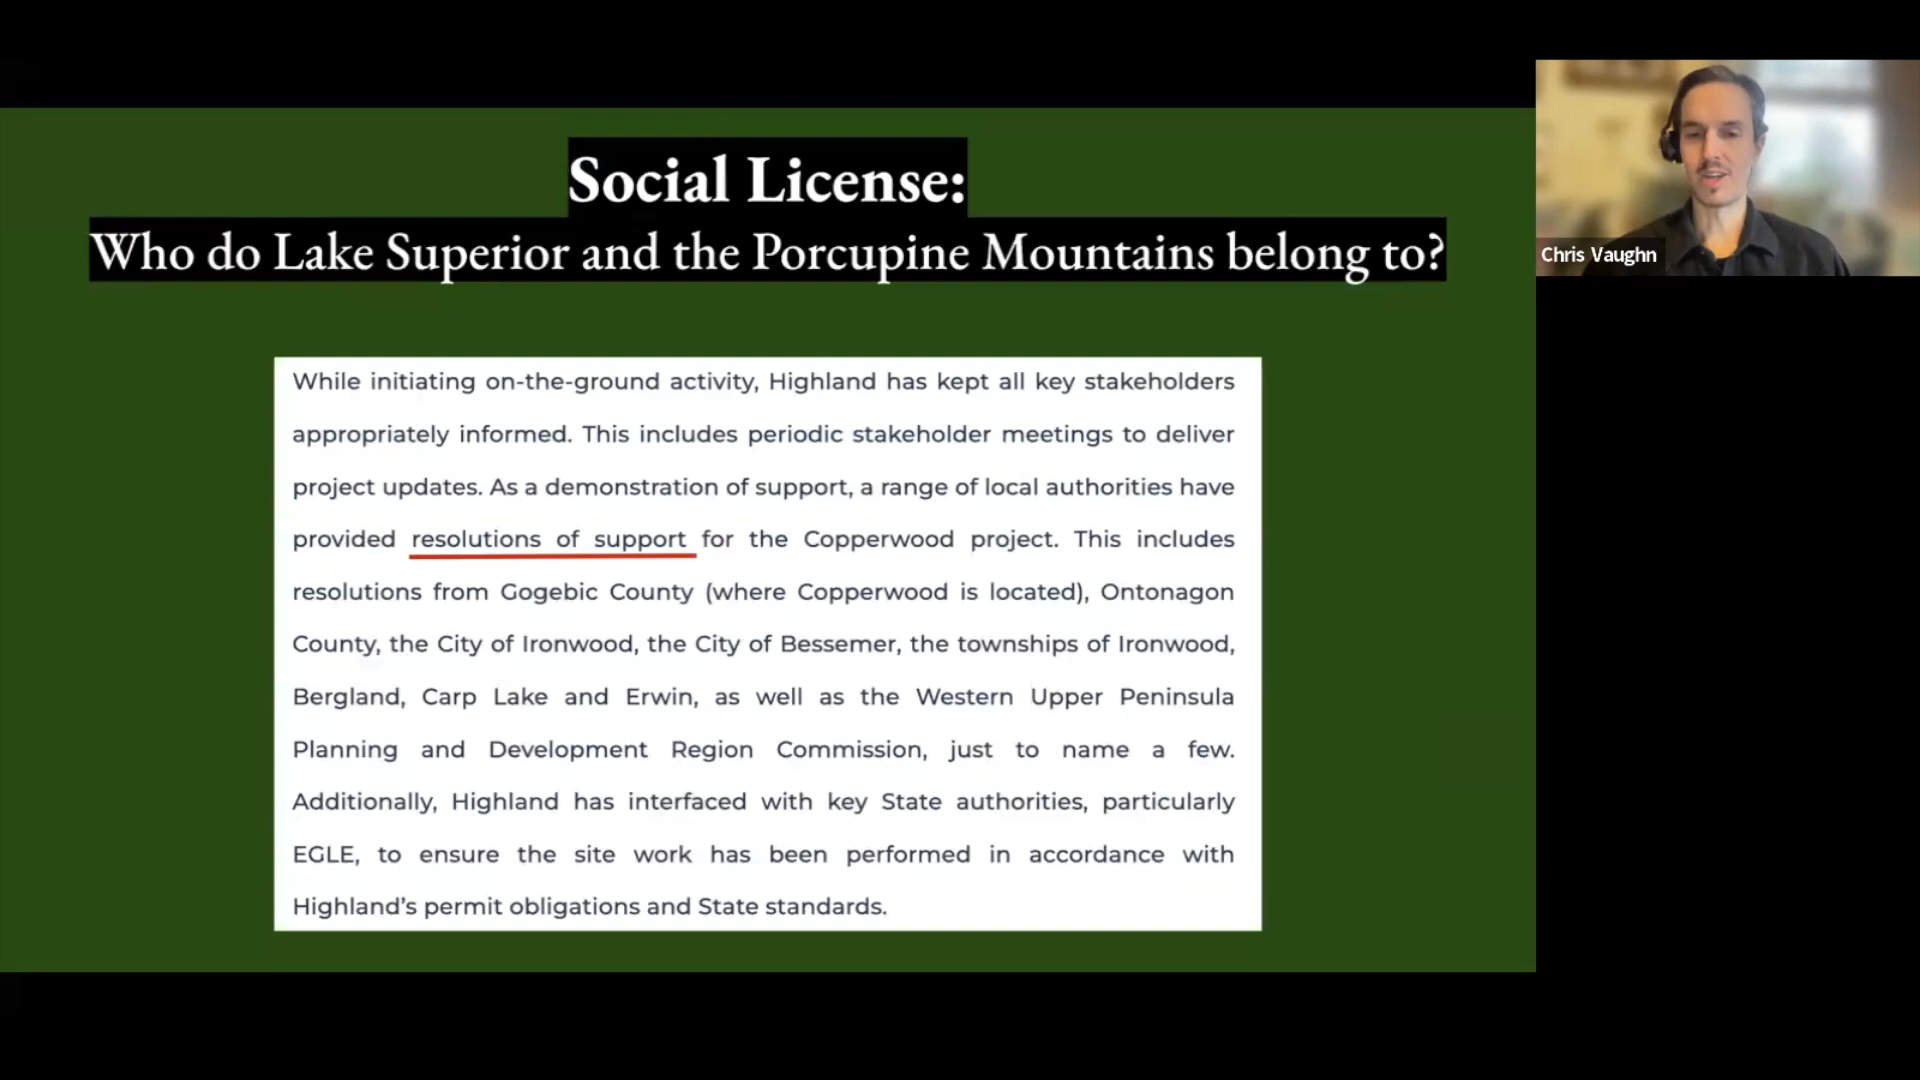 Social License:
Who do Lake Superior and the Porcupine Mountains belong to?
Chris Vaughn
While initiating on-the-ground activity, Highland has kept all key stakeholders
appropriately informed. This includes periodic stakeholder meetings to deliver
project updates. As a demonstration of support, a range of local authorities have
provided resolutions of support for the Copperwood project. This includes
resolutions from Gogebic County (where Copperwood is located), Ontonagon
County, the City of Ironwood, the City of Bessemer, the townships of Ironwood,
Bergland, Carp Lake and Erwin, as well as the Western Upper Peninsula
Planning and Development Region Commission, just to name a few.
Additionally, Highland has interfaced with key State authorities, particularly
EGLE, to ensure the site work has been performed in accordance with
Highland’s permit obligations and State standards.